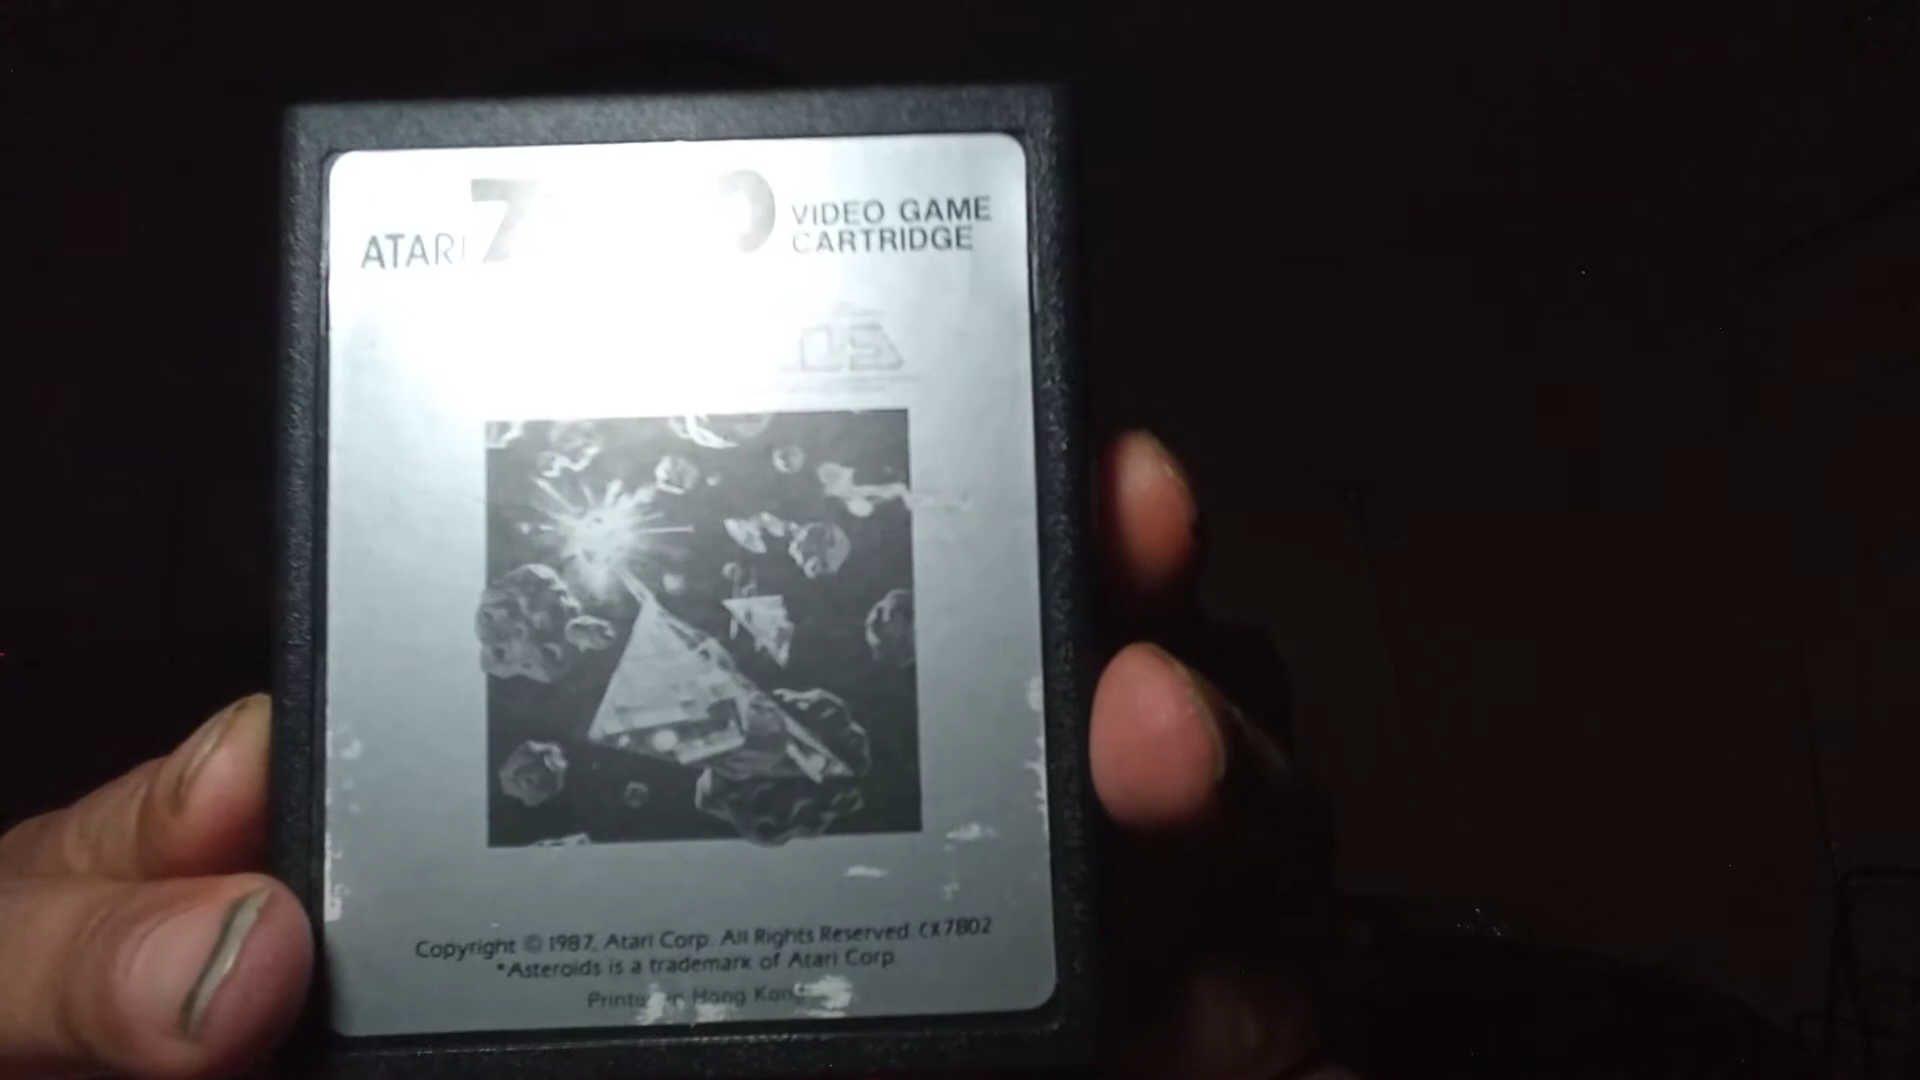 ATARI
VIDEO GAME
CARTRIDGE
Copyright © 1987, Atari Corp. All Rights Reserved. CX7802
*Asteroids is a trademark of Atari Corp.
Hong Kong